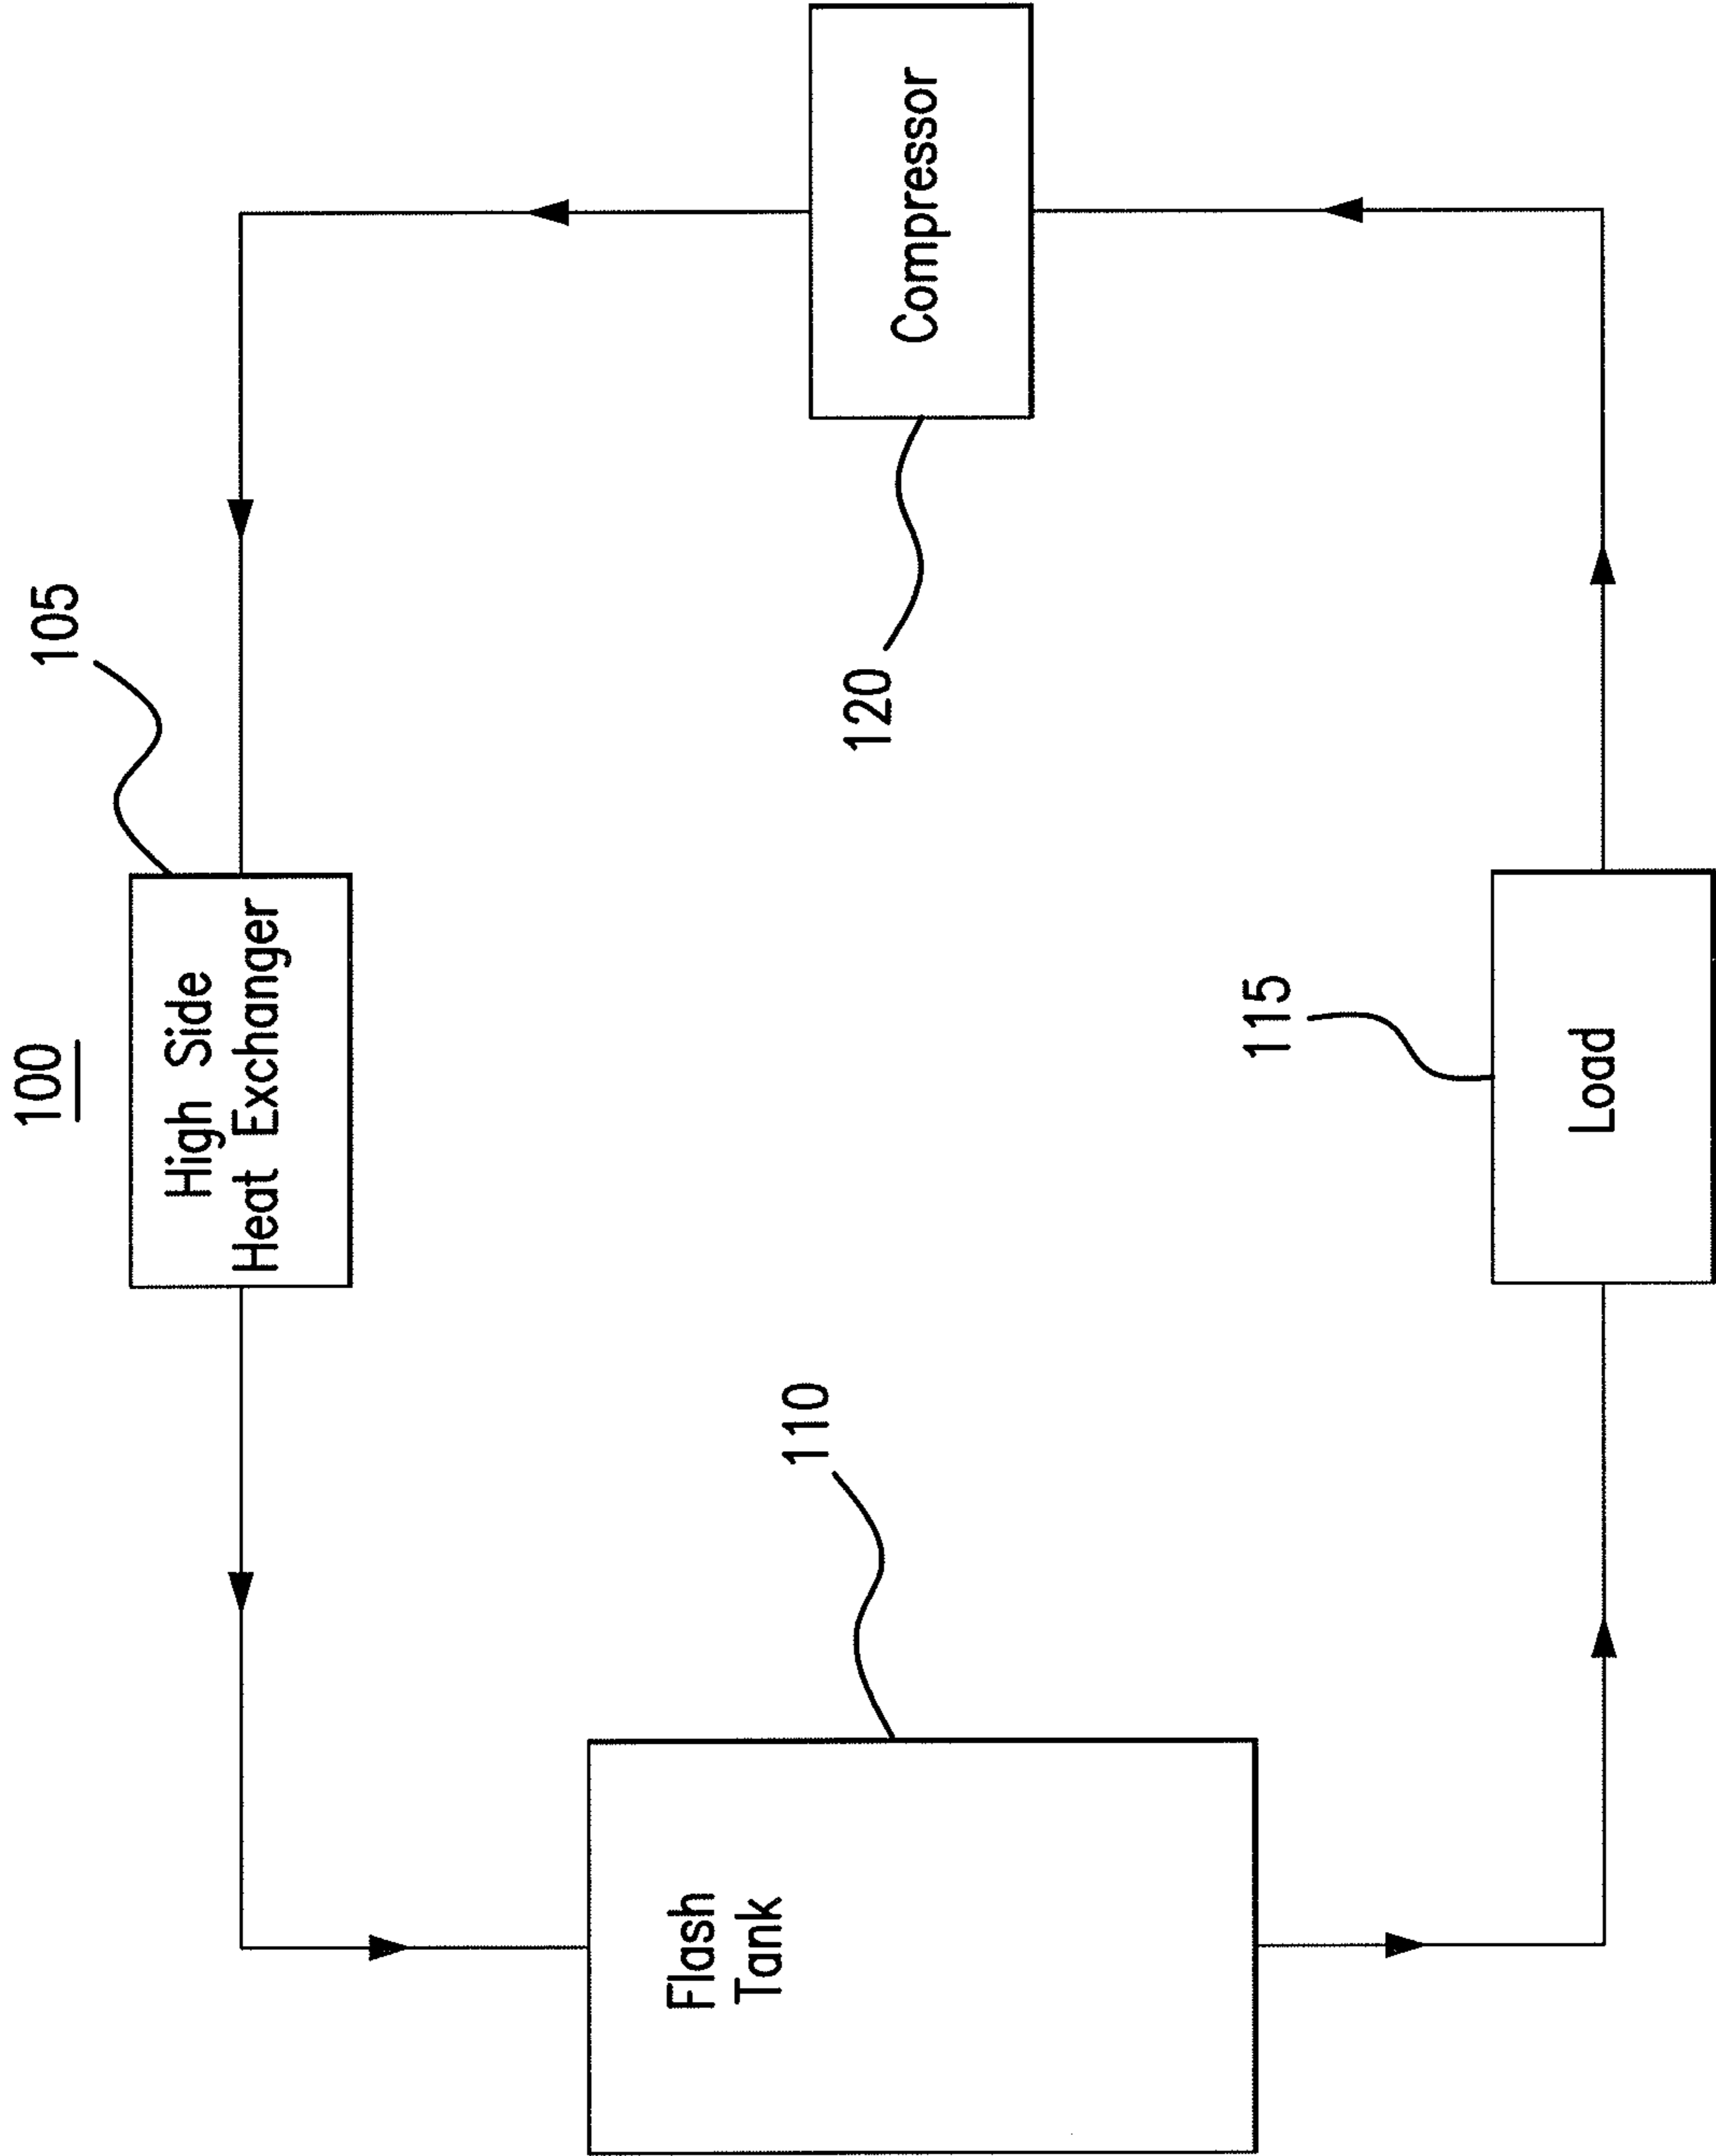 100
105
High Side
Heat Exchanger
110
Flash
Tank
120
Compressor
115
Load